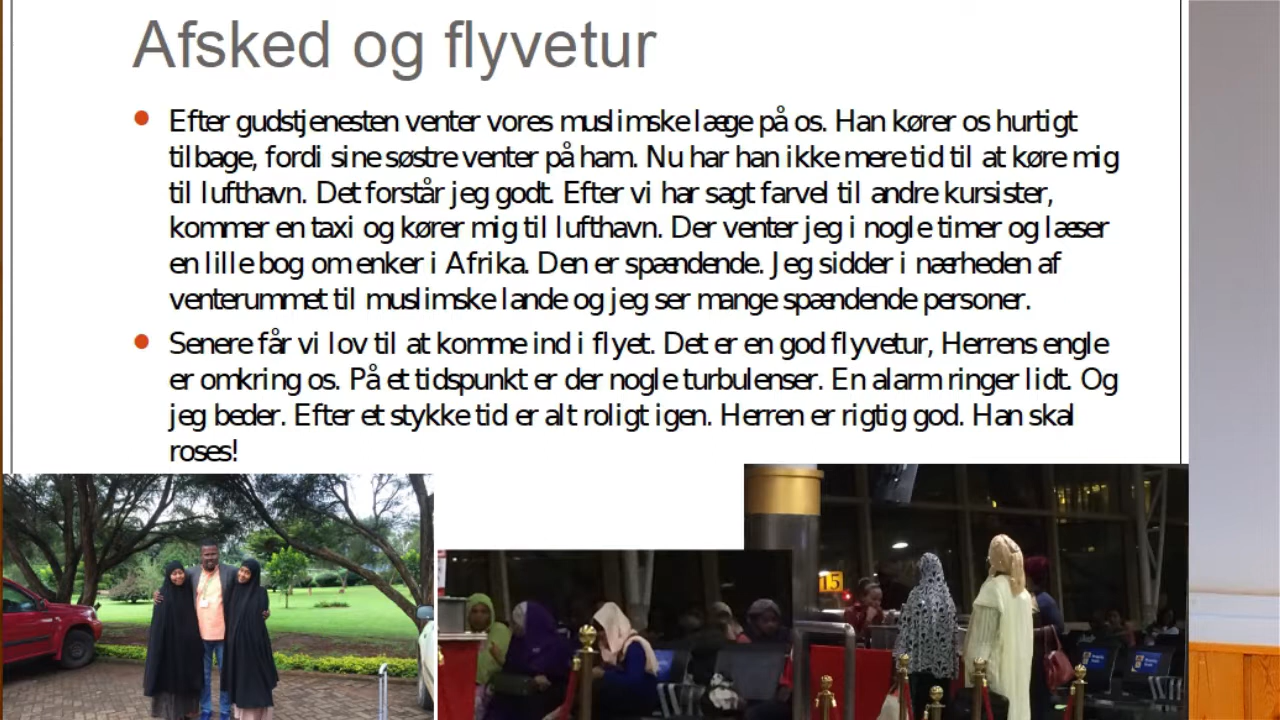 Afsked og flyvetur
Efter gudstjenesten venter vores muslimske læge på os. Han kører os hurtigt
tilbage, fordi sine søstre venter på ham. Nu har han ikke mere tid til at køre mig
til lufthavn. Det forstår jeg godt. Efter vi har sagt farvel til andre kursister,
kommer en taxi og kører mig til lufthavn. Der venter jeg i nogle timer og læser
en lille bog om enker i Afrika. Den er spændende. Jeg sidder i nærheden af
venterummet til muslimske lande og jeg ser mange spændende personer.
Senere får vi lov til at komme ind i flyet. Det er en god flyvetur, Herrens engle
er omkring os. På et tidspunkt er der nogle turbulenser. En alarm ringer lidt. Og
jeg beder. Efter et stykke tid er alt roligt igen. Herren er rigtig god. Han skal
roses!
15